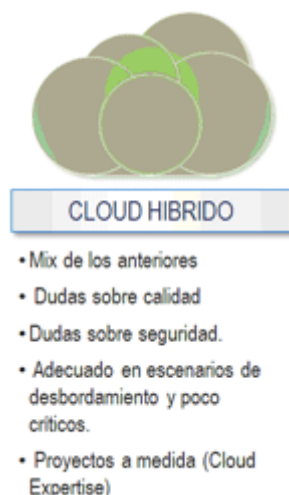 CLOUD HIBRIDO
• Mix de los anteriores
• Dudas sobre calidad
• Dudas sobre seguridad.
• Adecuado en escenarios de
desbordamiento y poco
críticos.
• Proyectos a medida (Cloud
Expertise)